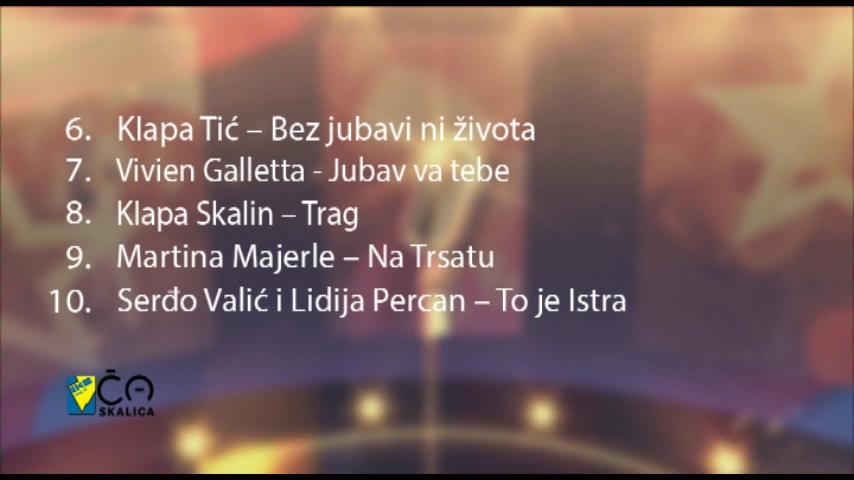 6. Klapa Tić – Bez jubavi ni života
7. Vivien Galletta - Jubav va tebe
8. Klapa Skalin – Trag
9. Martina Majerle – Na Trsatu
10. Serđo Valić i Lidija Percan – To je Istra
ČA
SKALICA